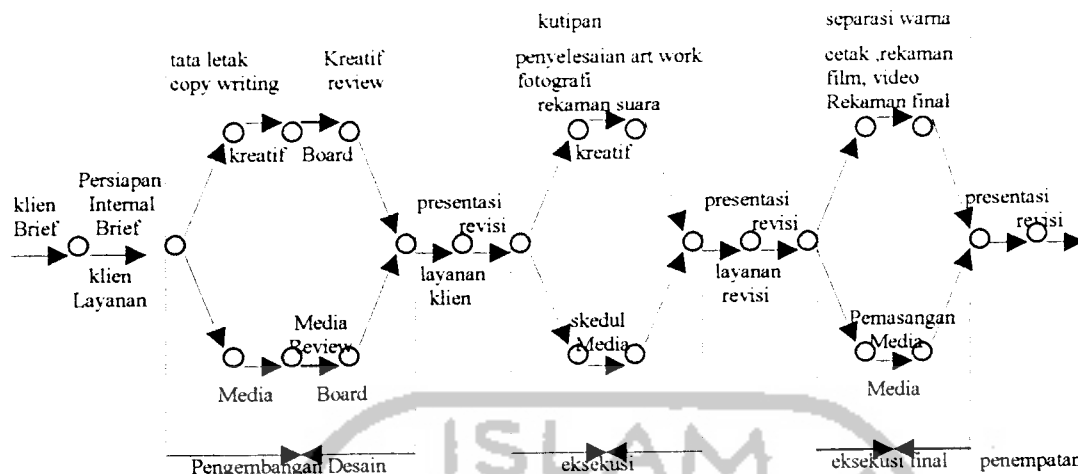 kutipan
separasi warna
tata letak
copy writing
Kreatif
review
penyelesaian art work
fotografi
rekaman suara
cetak ,rekaman
film, video
Rekaman final
kreatif
Board
kreatif
klien
Brief
Persiapan
Internal
Brief
klien
Layanan
presentasi
revisi
layanan
klien
presentasi
revisi
layanan
revisi
presentasi
revisi
Media
Review
Media
Board
skedul
Media
Pemasangan
Media
Media
ISLAM
Pengembangan Desain
eksekusi
eksekusi final
penempatan